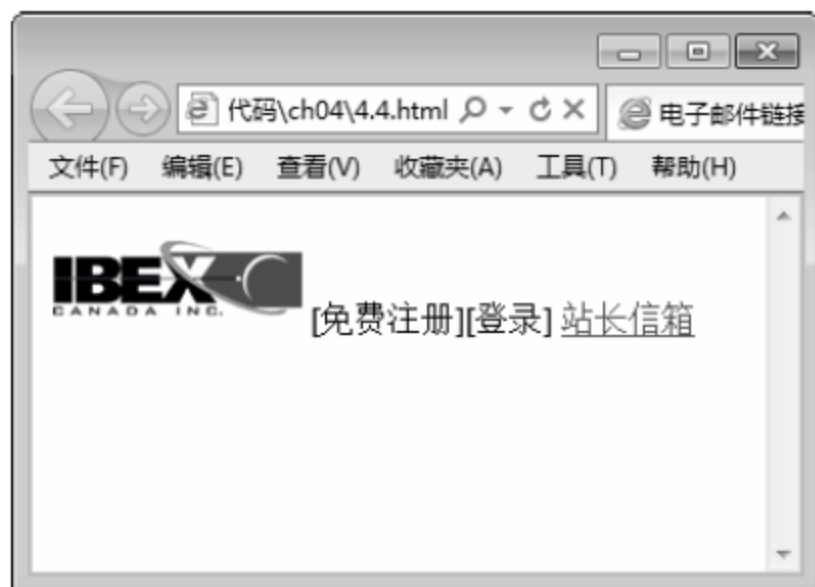 代码\ch04\4.4.html
电子邮件链接
文件(F) 编辑(E) 查看(V) 收藏夹(A) 工具(T) 帮助(H)
IBEX
CANADA INC.
[免费注册][登录] 站长信箱